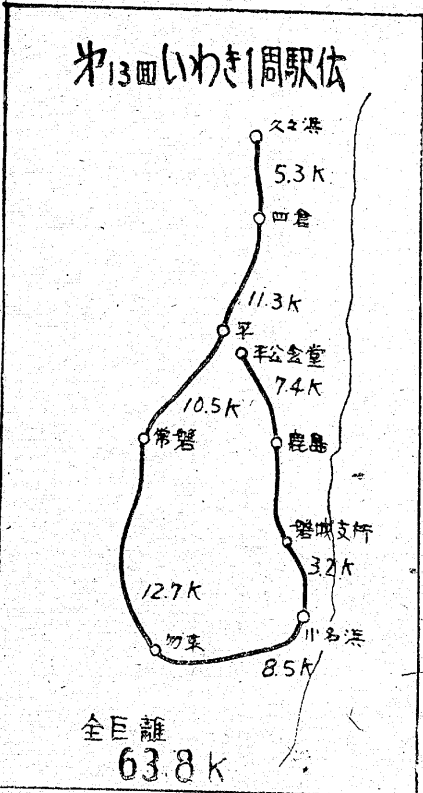 第13回いわき1周駅伝
久之浜
5.3K
四倉
11.3K
平
平公会堂
7.4K
10.5K
常磐
鹿島
磐城支所
3.2K
12.7K
小名浜
勿来
8.5K
全巨離
63.8K